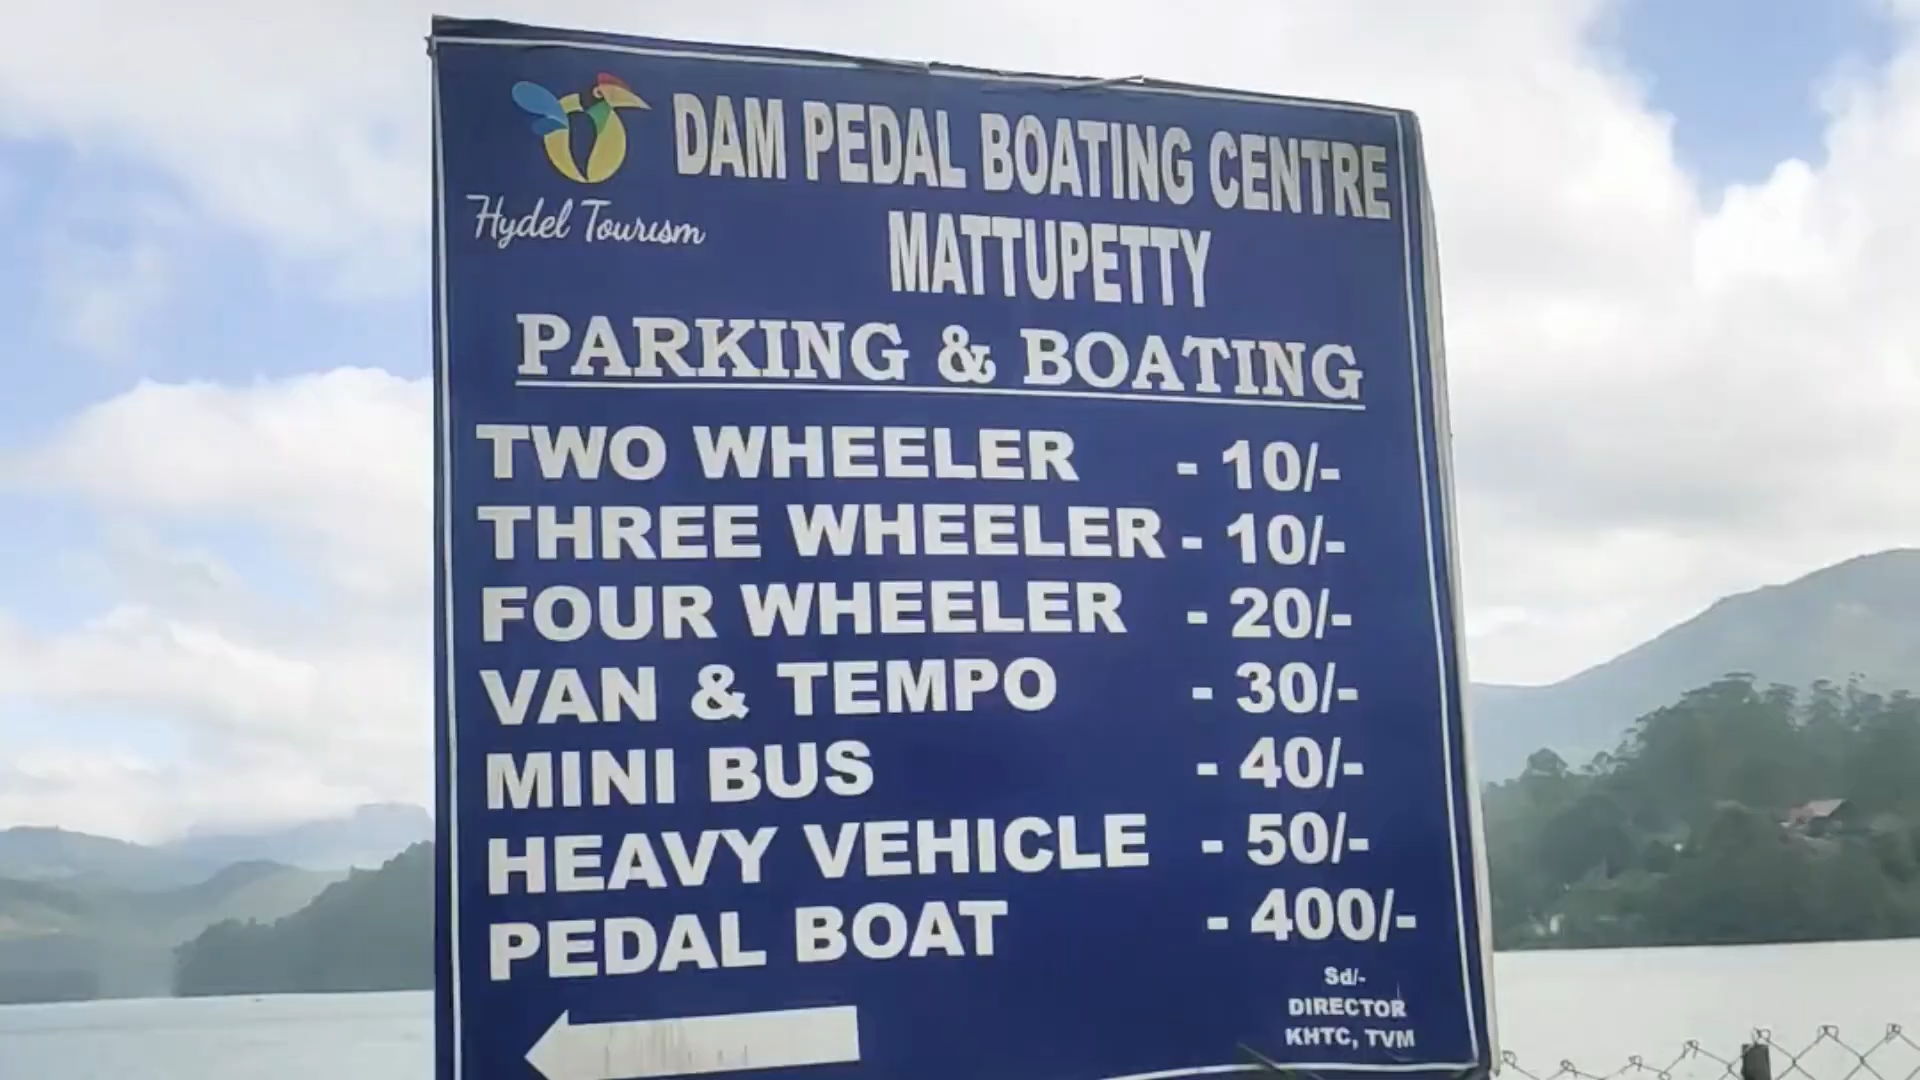 DAM PEDAL BOATING CENTRE
Hydel Tourism
MATTUPETTY
PARKING & BOATING
TWO WHEELER - 10/-
THREE WHEELER - 10/-
FOUR WHEELER - 20/-
VAN & TEMPO - 30/-
MINI BUS - 40/-
HEAVY VEHICLE - 50/-
PEDAL BOAT - 400/-
Sd/-
DIRECTOR
KHTC, TVM